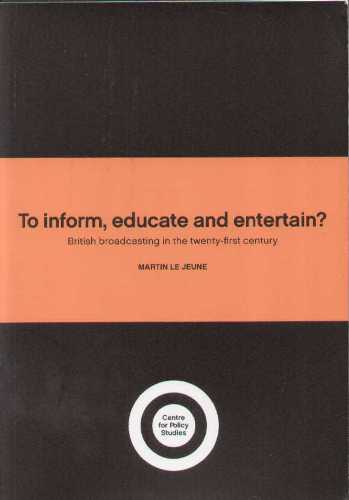 To inform, educate and entertain?
British broadcasting in the twenty-first century
MARTIN LE JEUNE
Centre
for Policy
Studies